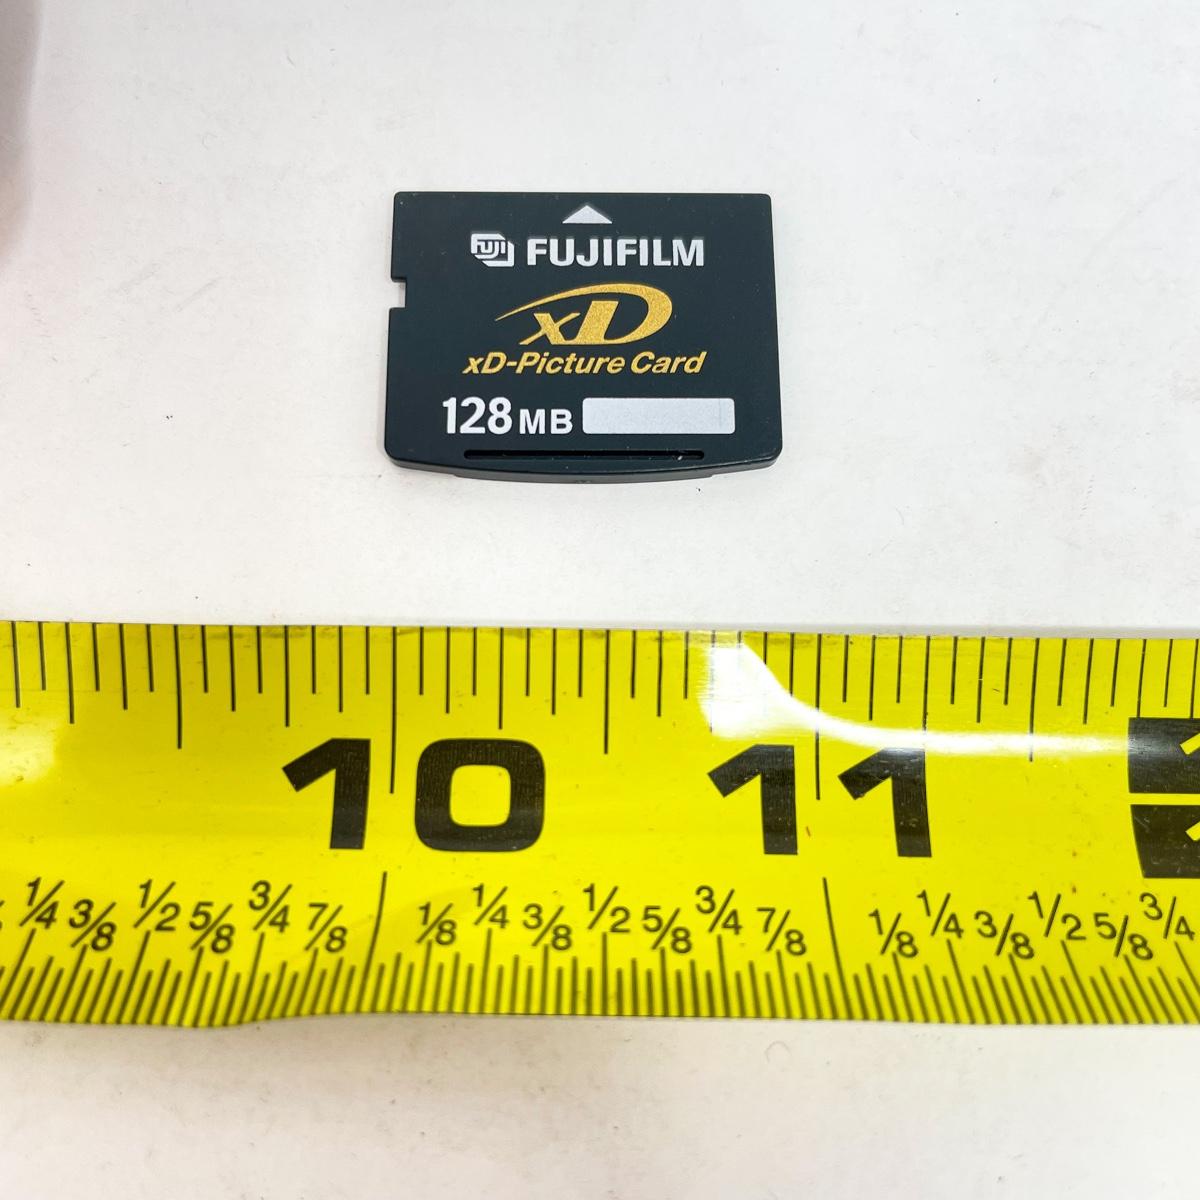 FUJI FUJIFILM
xD
xD-Picture Card
128MB
10 11
1/4 3/8 1/2 5/8 3/4 7/8 1/8 1/4 3/8 1/2 5/8 3/4 7/8 1/8 1/4 3/8 1/2 5/8 3/4